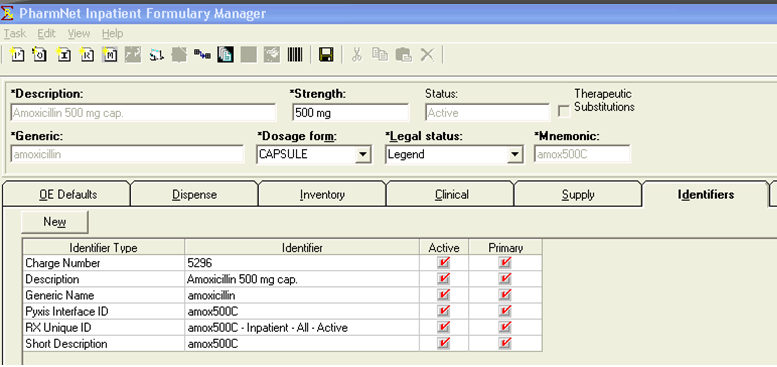 PharmNet Inpatient Formulary Manager
Task Edit View Help
P O I R M
*Description: *Strength: Status: Therapeutic Substitutions
Amoxicillin 500 mg cap. 500 mg Active
*Generic: *Dosage form: *Legal status: *Mnemonic:
amoxicillin CAPSULE Legend amox500C
OE Defaults Dispense Inventory Clinical Supply Identifiers
New
Identifier Type Identifier Active Primary
Charge Number 5296
Description Amoxicillin 500 mg cap.
Generic Name amoxicillin
Pyxis Interface ID amox500C
RX Unique ID amox500C - Inpatient - All - Active
Short Description amox500C